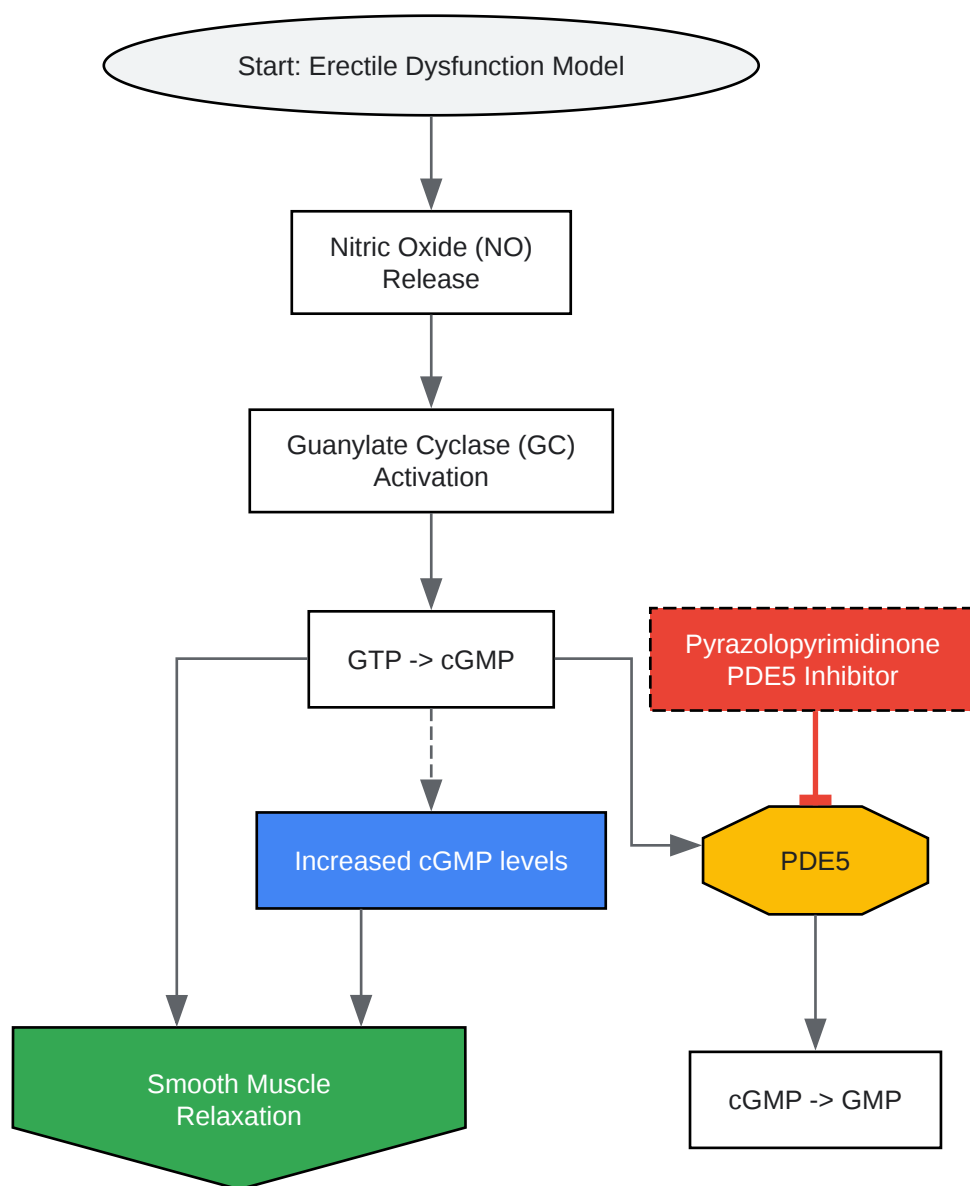 Start: Erectile Dysfunction Model
Nitric Oxide (NO)
Release
Guanylate Cyclase (GC)
Activation
GTP -> cGMP
Pyrazolopyrimidinone
PDE5 Inhibitor
Increased cGMP levels
PDE5
Smooth Muscle
Relaxation
cGMP -> GMP